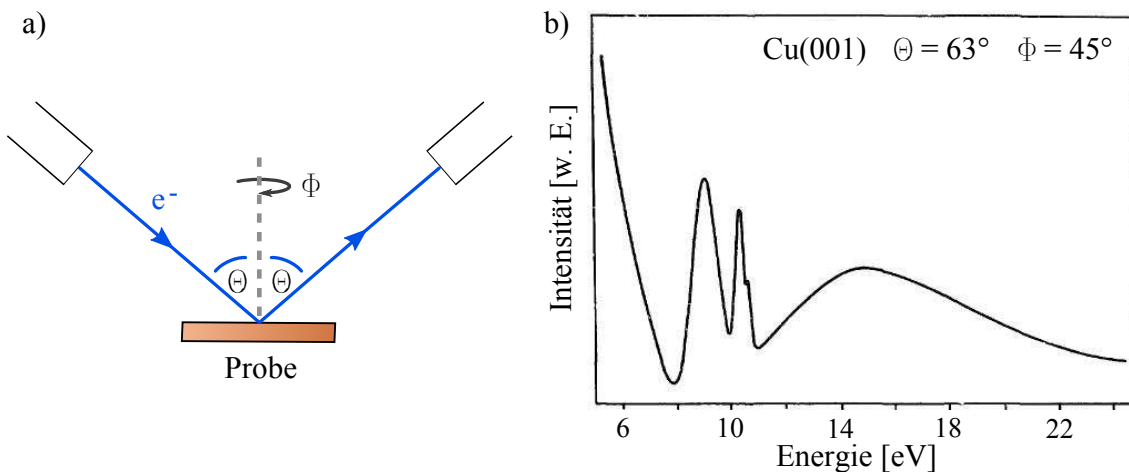 a)
e⁻
Φ
Θ Θ
Probe
b)
Cu(001) Θ = 63° Φ = 45°
Intensität [w. E.]
6 10 14 18 22
Energie [eV]